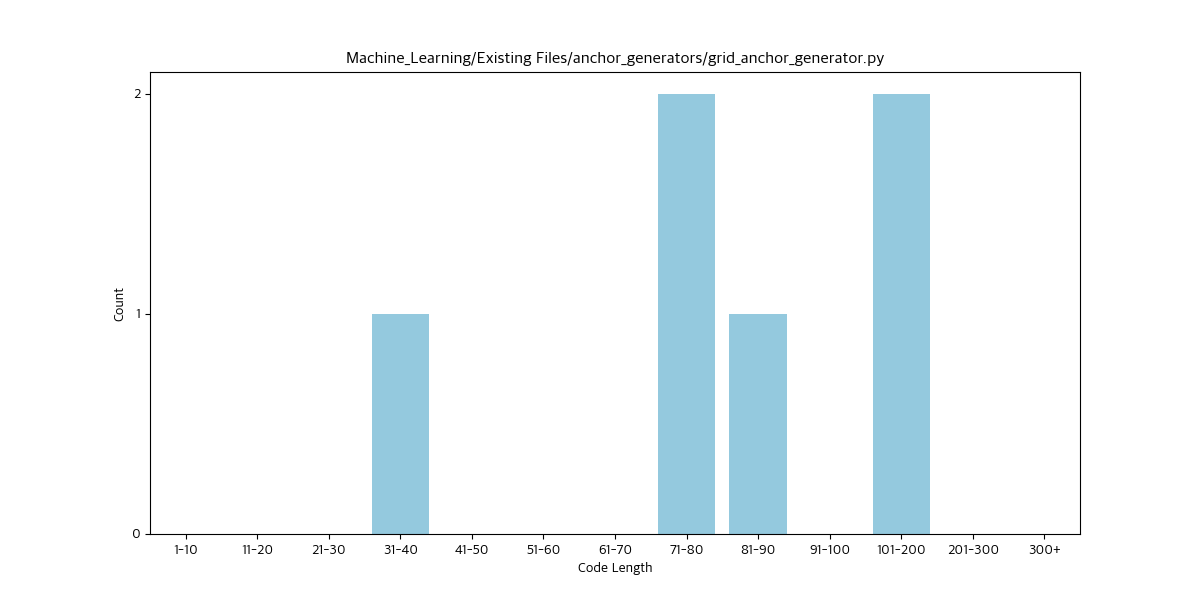 Machine_Learning/Existing Files/anchor_generators/grid_anchor_generator.py
2
1
0
Count
1-10 11-20 21-30 31-40 41-50 51-60 61-70 71-80 81-90 91-100 101-200 201-300 300+
Code Length